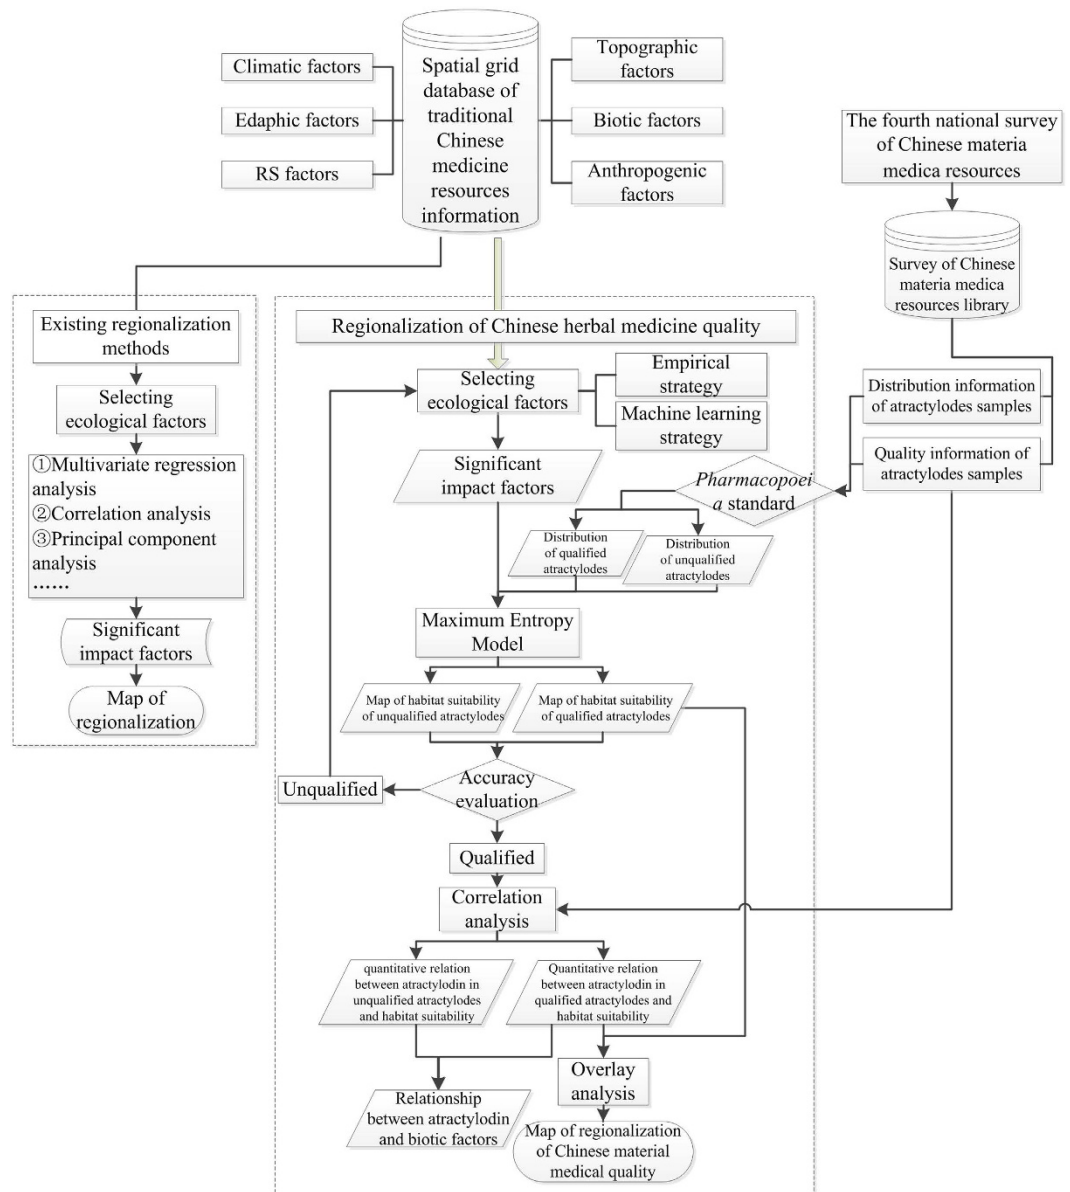 Climatic factors
Edaphic factors
RS factors
Spatial grid
database of
traditional
Chinese
medicine
resources
information
Topographic
factors
Biotic factors
Anthropogenic
factors
The fourth national survey
of Chinese materia
medica resources
Survey of Chinese
materia medica
resources library
Distribution information
of atractylodes samples
Quality information of
atractylodes samples
Existing regionalization
methods
Selecting
ecological factors
①Multivariate regression
analysis
②Correlation analysis
③Principal component
analysis
......
Significant
impact factors
Map of
regionalization
Regionalization of Chinese herbal medicine quality
Selecting
ecological factors
Empirical
strategy
Machine learning
strategy
Significant
impact factors
Pharmacopoei
a standard
Distribution
of qualified
atractylodes
Distribution
of unqualified
atractylodes
Maximum Entropy
Model
Map of habitat suitability
of unqualified atractylodes
Map of habitat suitability
of qualified atractylodes
Unqualified
Accuracy
evaluation
Qualified
Correlation
analysis
quantitative relation
between atractylodin in
unqualified atractylodes
and habitat suitability
Quantitative relation
between atractylodin in
qualified atractylodes and
habitat suitability
Overlay
analysis
Relationship
between atractylodin
and biotic factors
Map of regionalization
of Chinese material
medical quality